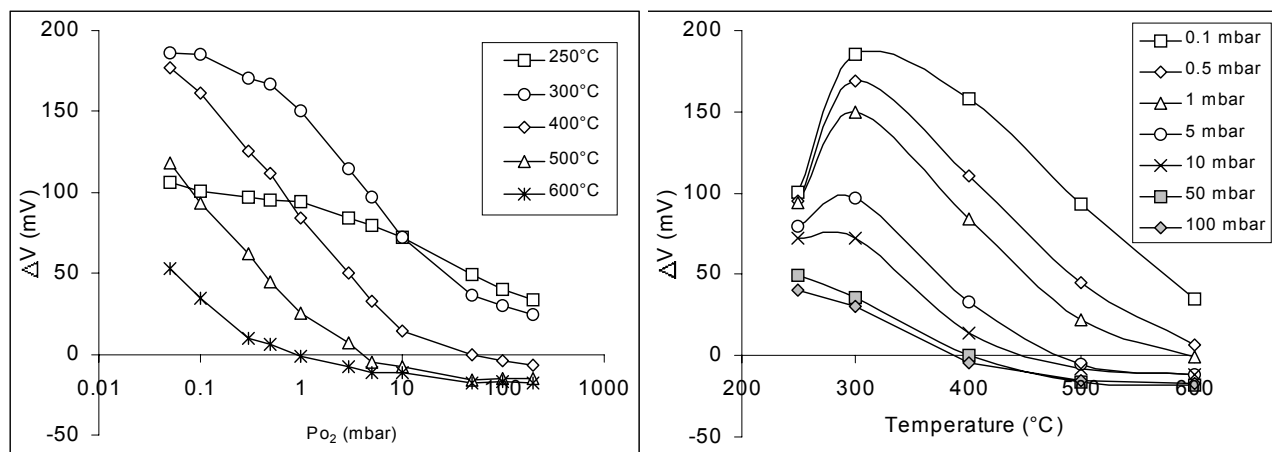 200
150
100
50
0
-50
ΔV (mV)
0.01 0.1 1 10 100 1000
Po₂ (mbar)
250°C
300°C
400°C
500°C
600°C
200
150
100
50
0
-50
ΔV (mV)
200 300 400 500 600
Temperature (°C)
0.1 mbar
0.5 mbar
1 mbar
5 mbar
10 mbar
50 mbar
100 mbar